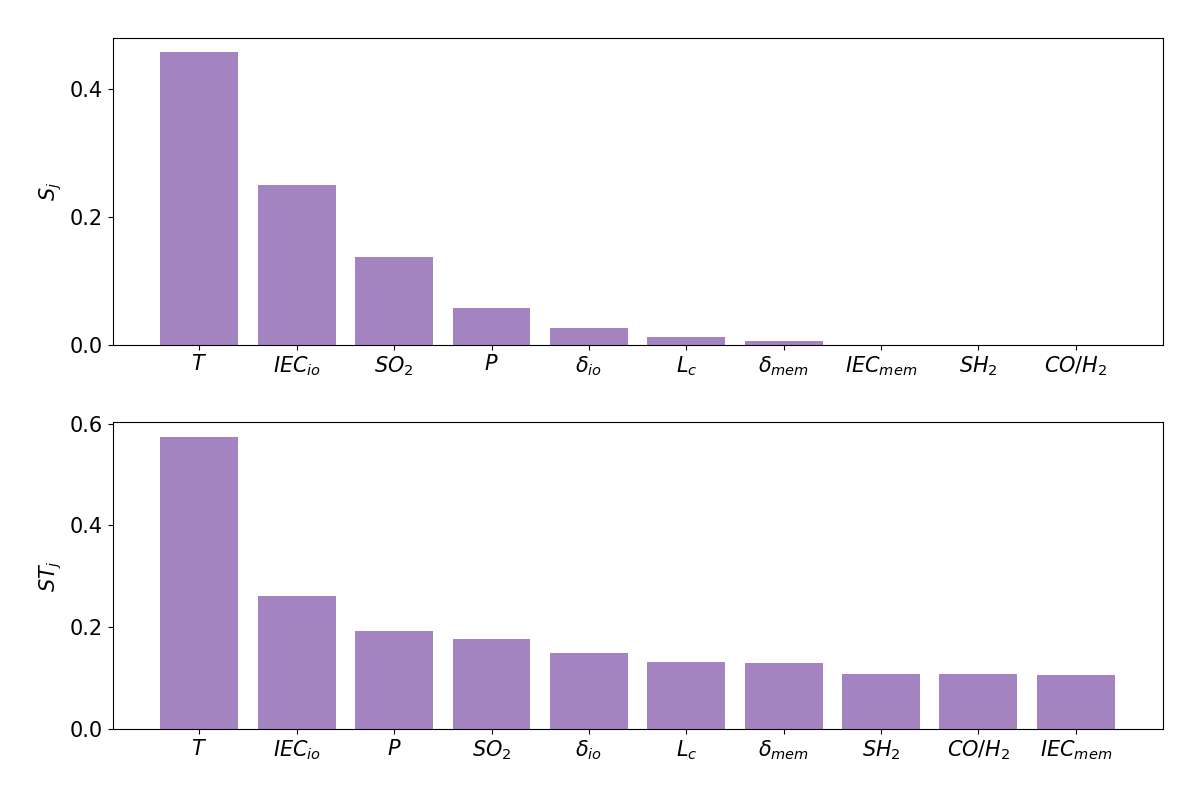 0.4
0.2
0.0
S_j
T IEC_io SO_2 P δ_io L_c δ_mem IEC_mem SH_2 CO/H_2
0.6
0.4
0.2
0.0
ST_j
T IEC_io P SO_2 δ_io L_c δ_mem SH_2 CO/H_2 IEC_mem